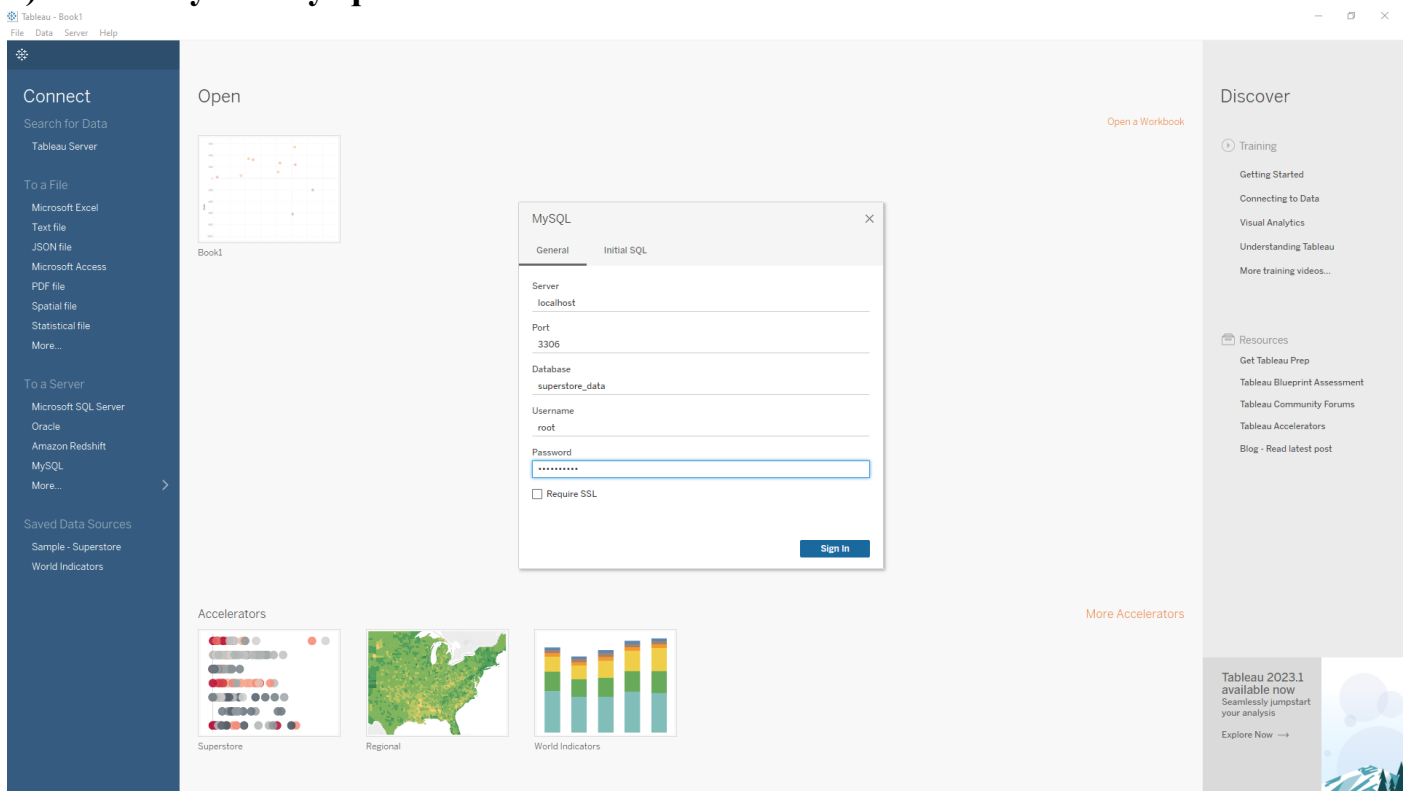 Tableau - Book1
File Data Server Help
Connect
Search for Data
Tableau Server
To a File
Microsoft Excel
Text file
JSON file
Microsoft Access
PDF file
Spatial file
Statistical file
More...
To a Server
Microsoft SQL Server
Oracle
Amazon Redshift
MySQL
More...
Saved Data Sources
Sample - Superstore
World Indicators
Open
Open a Workbook
Book1
MySQL
General Initial SQL
Server
localhost
Port
3306
Database
superstore_data
Username
root
Password
••••••••••
Require SSL
Sign In
Accelerators
More Accelerators
Superstore
Regional
World Indicators
Discover
Training
Getting Started
Connecting to Data
Visual Analytics
Understanding Tableau
More training videos...
Resources
Get Tableau Prep
Tableau Blueprint Assessment
Tableau Community Forums
Tableau Accelerators
Blog - Read latest post
Tableau 2023.1
available now
Seamlessly jumpstart
your analysis
Explore Now →